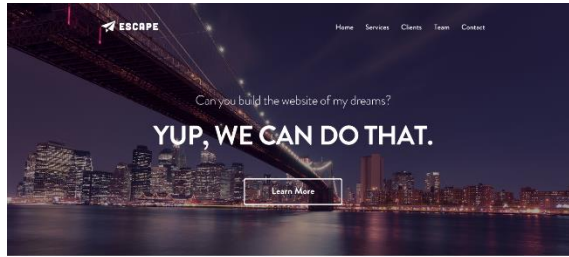 ESCAPE
Home Services Clients Team Contact
Can you build the website of my dreams?
YUP, WE CAN DO THAT.
Learn More